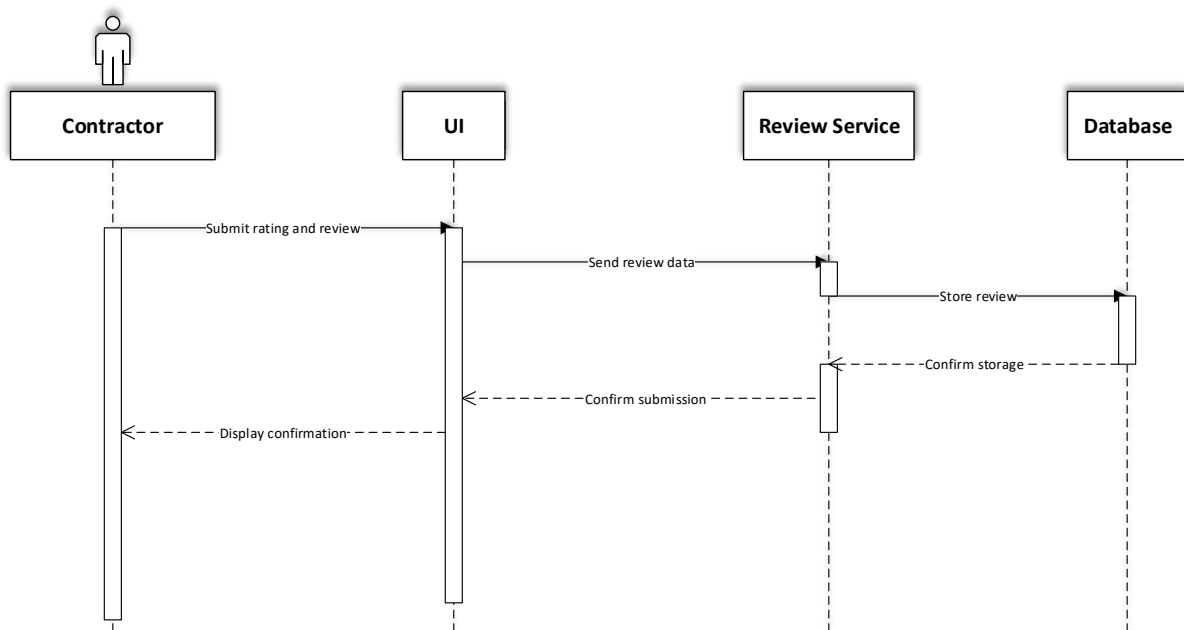 Contractor
UI
Review Service
Database
Submit rating and review
Send review data
Store review
Confirm storage
Confirm submission
Display confirmation